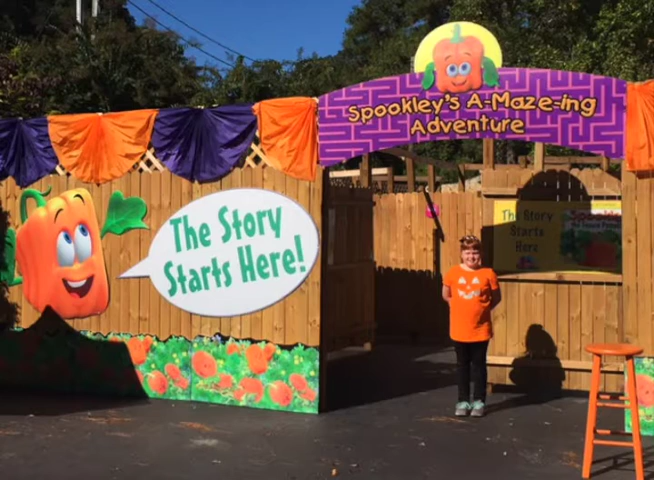 Spookley's A-Maze-ing
Adventure
The Story
Starts Here!
The Story
Starts
Here
Spookley